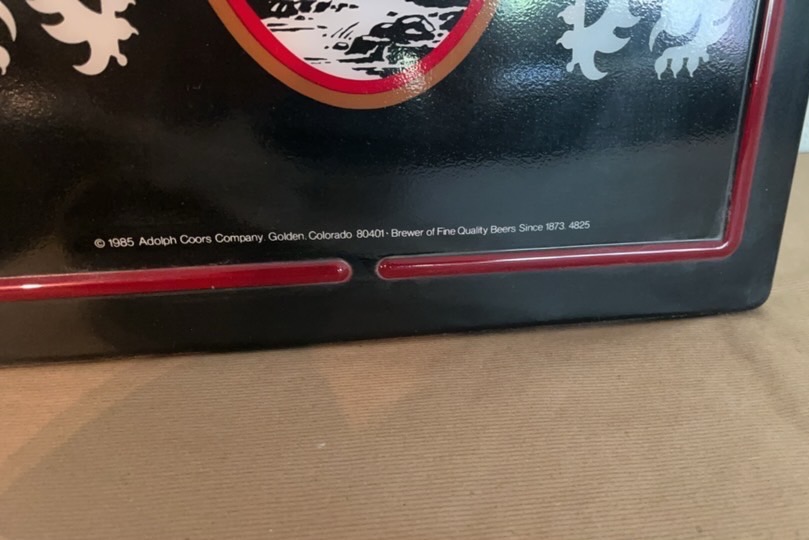 © 1985 Adolph Coors Company. Golden, Colorado 80401 · Brewer of Fine Quality Beers Since 1873. 4825